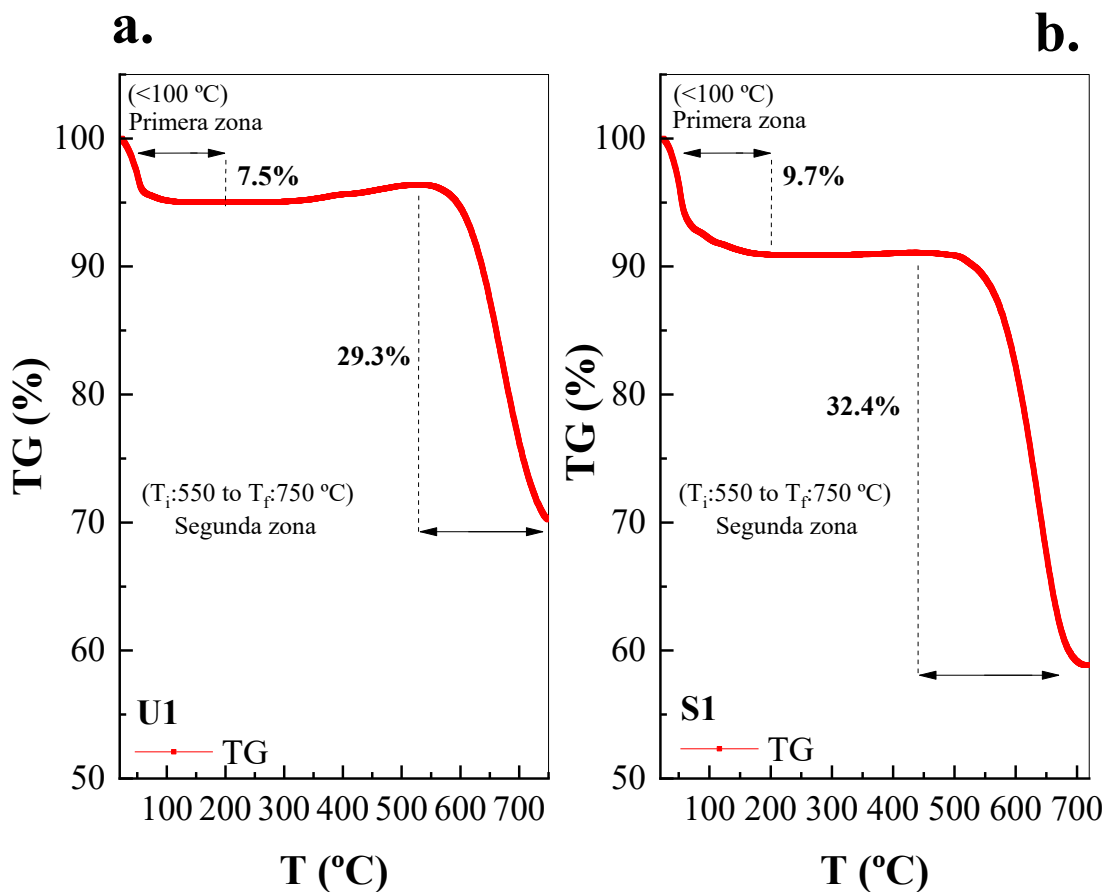 a.
(<100 ºC)
Primera zona
7.5%
29.3%
(Ti:550 to Tf:750 ºC)
Segunda zona
U1
TG
100
90
80
70
60
50
100 200 300 400 500 600 700
TG (%)
T (ºC)
b.
(<100 ºC)
Primera zona
9.7%
32.4%
(Ti:550 to Tf:750 ºC)
Segunda zona
S1
TG
100
90
80
70
60
50
100 200 300 400 500 600 700
TG (%)
T (ºC)